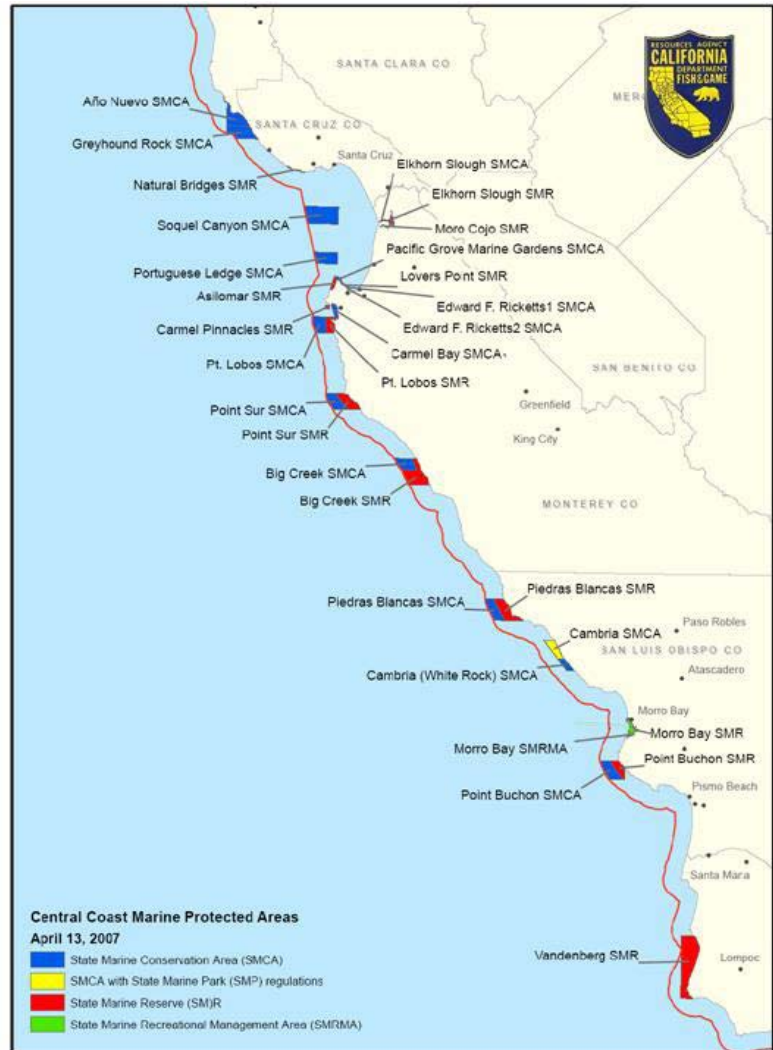 RESOURCES AGENCY
CALIFORNIA
DEPARTMENT
FISH&GAME
SANTA CLARA CO
Año Nuevo SMCA
SANTA CRUZ CO
Greyhound Rock SMCA
Santa Cruz
Elkhorn Slough SMCA
Natural Bridges SMR
Elkhorn Slough SMR
Soquel Canyon SMCA
Moro Cojo SMR
Pacific Grove Marine Gardens SMCA
Portuguese Ledge SMCA
Lovers Point SMR
Asilomar SMR
Edward F. Ricketts1 SMCA
Carmel Pinnacles SMR
Edward F. Ricketts2 SMCA
Carmel Bay SMCA
Pt. Lobos SMCA
SAN BENITO CO
Pt. Lobos SMR
Point Sur SMCA
Greenfield
Point Sur SMR
King City
Big Creek SMCA
Big Creek SMR
MONTEREY CO
Piedras Blancas SMR
Piedras Blancas SMCA
Paso Robles
Cambria SMCA
SAN LUIS OBISPO CO
Cambria (White Rock) SMCA
Atascadero
Morro Bay
Morro Bay SMR
Morro Bay SMRMA
Point Buchon SMR
Point Buchon SMCA
Pismo Beach
Santa Maria
Central Coast Marine Protected Areas
April 13, 2007
State Marine Conservation Area (SMCA)
SMCA with State Marine Park (SMP) regulations
State Marine Reserve (SM)R
State Marine Recreational Management Area (SMRMA)
Vandenberg SMR
Lompoc